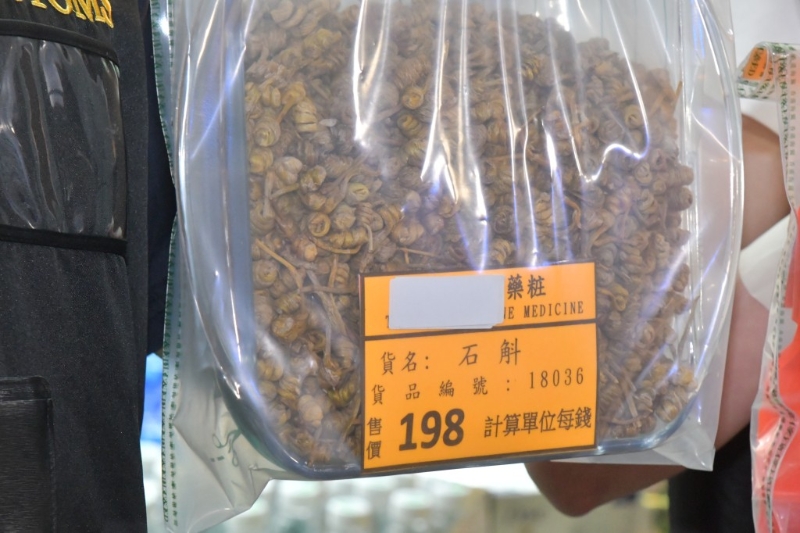 藥粧
NE MEDICINE
貨名: 石斛
貨品編號: 18036
售價 198 計算單位每錢